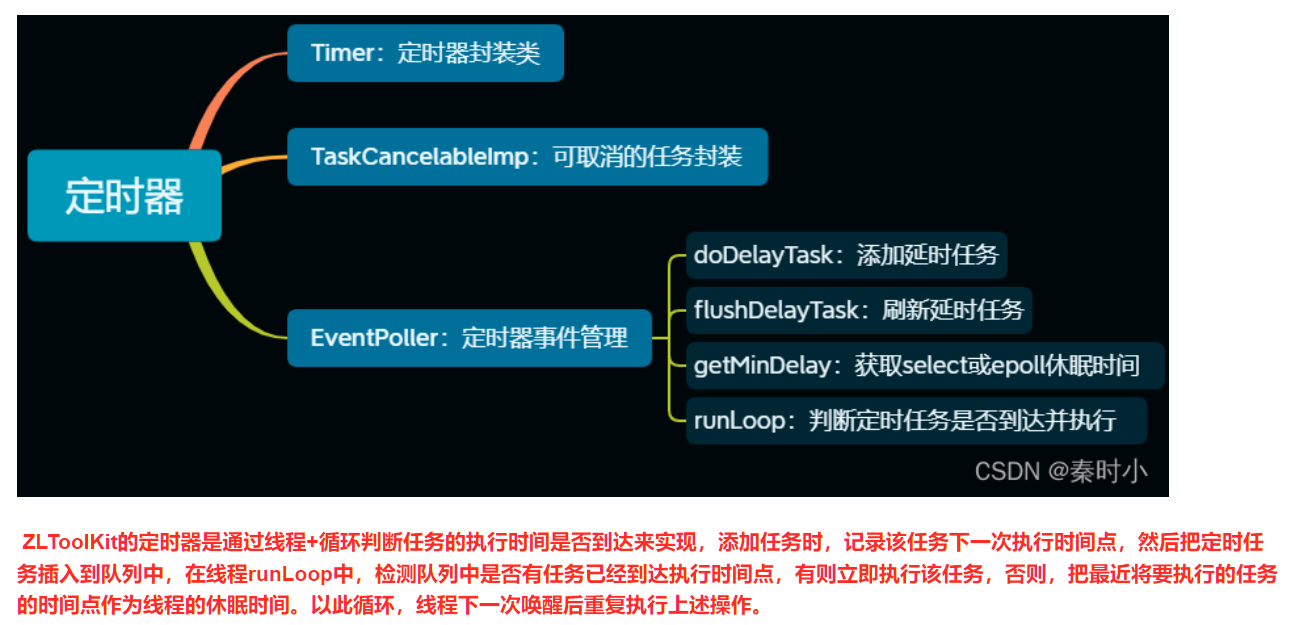 Timer：定时器封装类
TaskCancelableImp：可取消的任务封装
定时器
doDelayTask：添加延时任务
flushDelayTask：刷新延时任务
EventPoller：定时器事件管理
getMinDelay：获取select或epoll休眠时间
runLoop：判断定时任务是否到达并执行
CSDN @秦时小
ZLToolKit的定时器是通过线程+循环判断任务的执行时间是否到达来实现，添加任务时，记录该任务下一次执行时间点，然后把定时任
务插入到队列中，在线程runLoop中，检测队列中是否有任务已经到达执行时间点，有则立即执行该任务，否则，把最近将要执行的任务
的时间点作为线程的休眠时间。以此循环，线程下一次唤醒后重复执行上述操作。